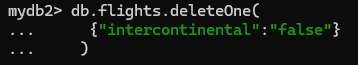 mydb2> db.flights.deleteOne(
...      {"intercontinental":"false"}
...     )